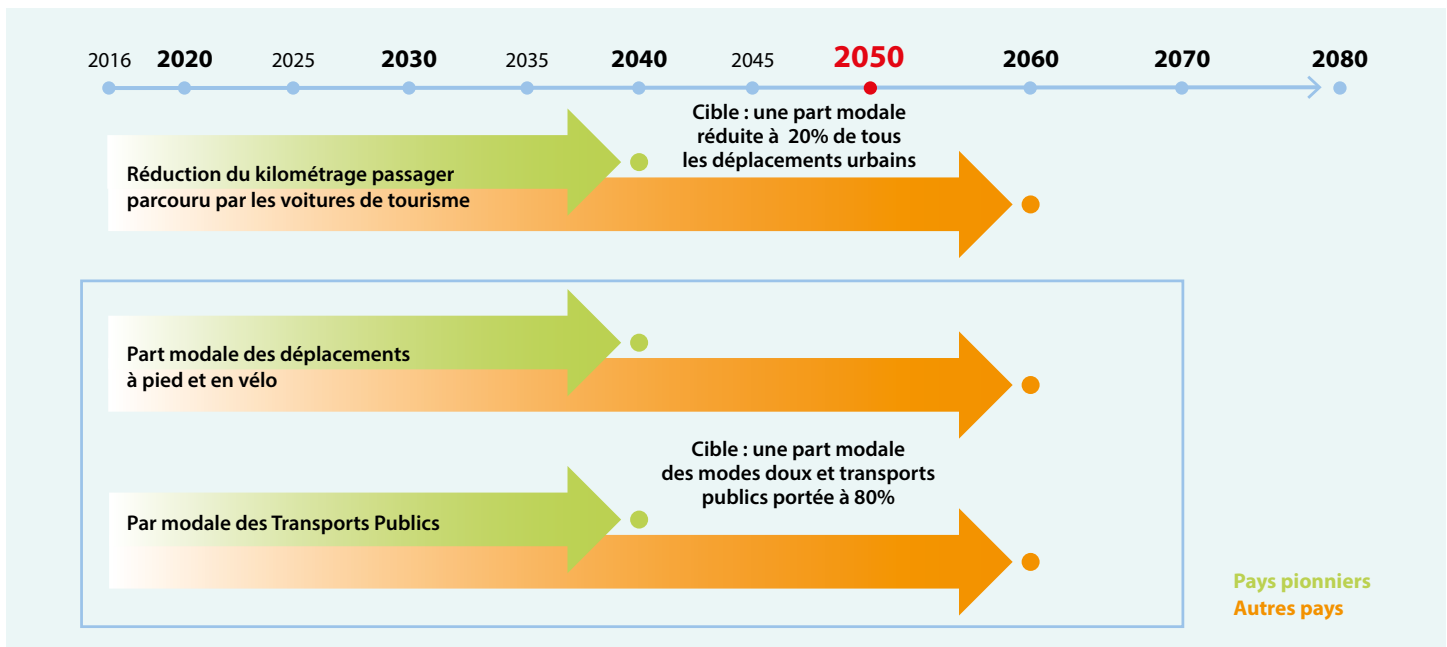 2016 2020 2025 2030 2035 2040 2045 2050 2060 2070 2080
Cible : une part modale
réduite à 20% de tous
les déplacements urbains
Réduction du kilométrage passager
parcouru par les voitures de tourisme
Part modale des déplacements
à pied et en vélo
Cible : une part modale
des modes doux et transports
publics portée à 80%
Par modale des Transports Publics
Pays pionniers
Autres pays